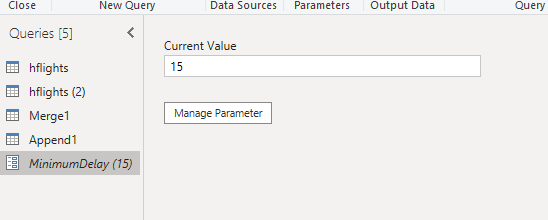 Close New Query Data Sources Parameters Output Data Query
Queries [5]
hflights
hflights (2)
Merge1
Append1
MinimumDelay (15)
Current Value
15
Manage Parameter